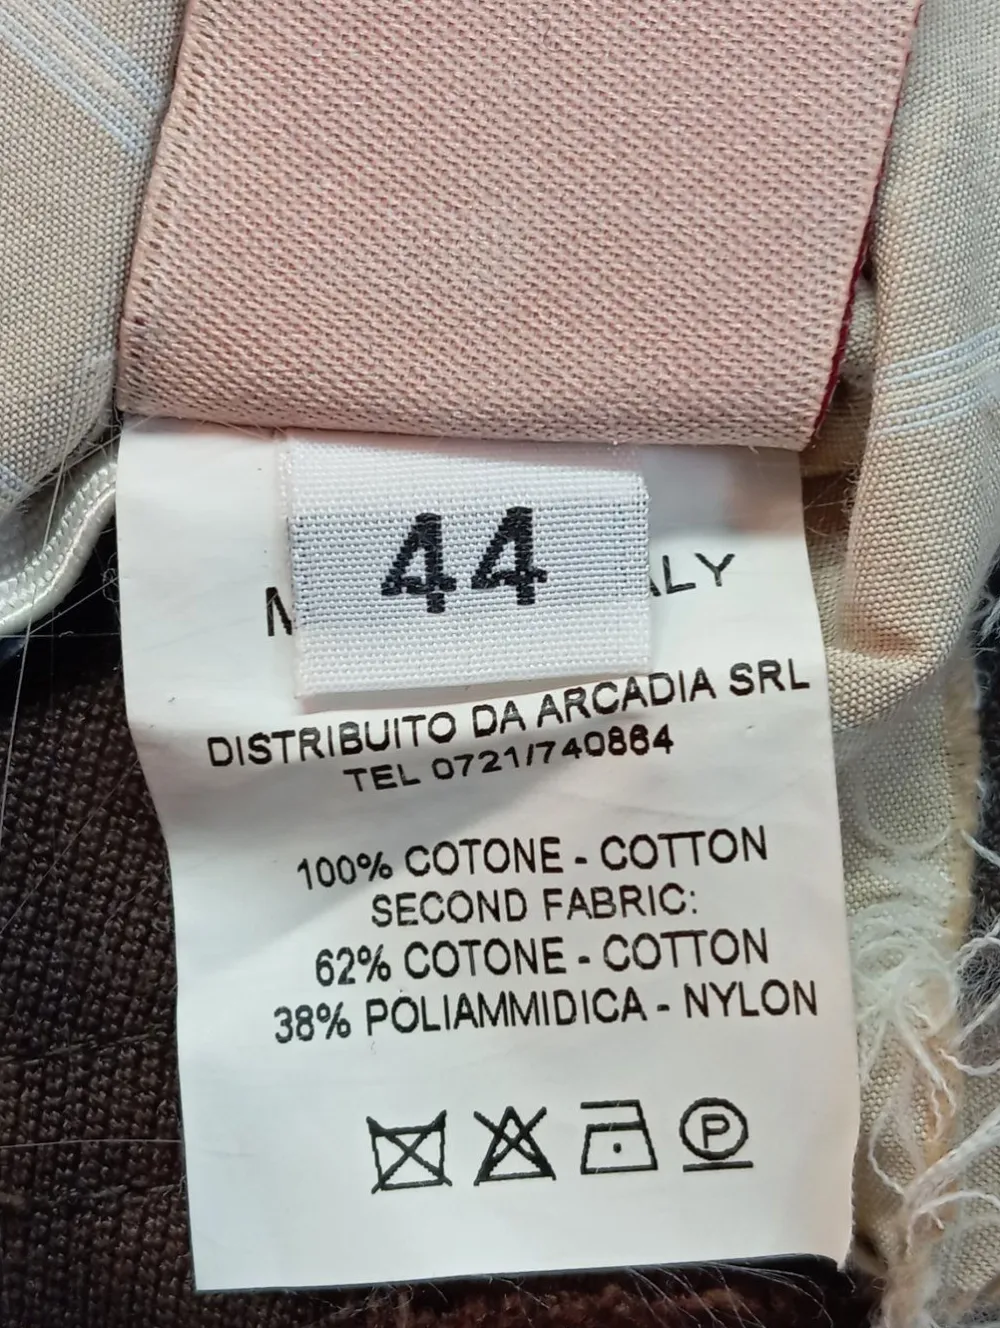 44
M ALY
DISTRIBUITO DA ARCADIA SRL
TEL 0721/740864
100% COTONE - COTTON
SECOND FABRIC:
62% COTONE - COTTON
38% POLIAMMIDICA - NYLON
P